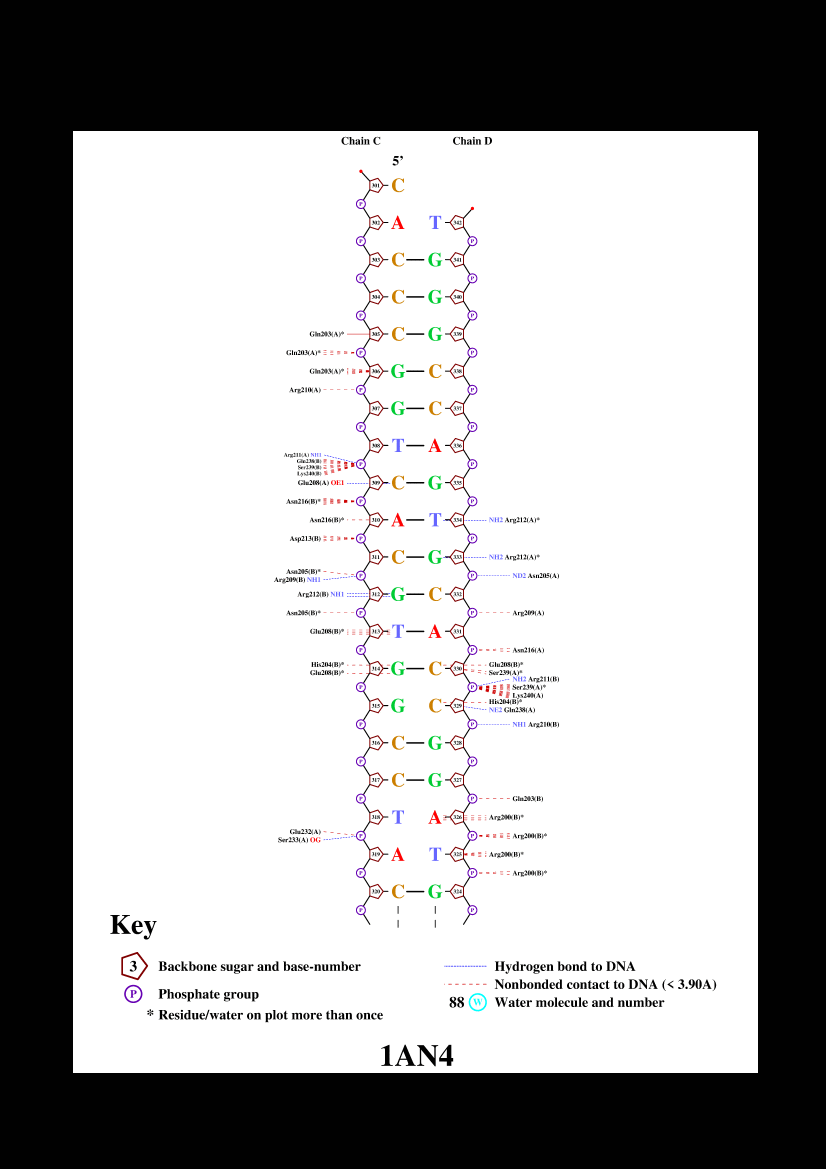 Chain C Chain D
5’
301 C
P
302 A T 342
P P
303 C G 341
P P
304 C G 340
P P
Gln203(A)* 305 C G 339
Gln203(A)* P P
Gln203(A)* 306 G C 338
Arg210(A) P P
307 G C 337
P P
308 T A 336
Arg211(A) NH1
Gln238(B) P P
Ser239(B)
Lys240(B)
Glu208(A) OE1 309 C G 335
Asn216(B)* P P
Asn216(B)* 310 A T 334 NH2 Arg212(A)*
Asp213(B) P P
311 C G 333 NH2 Arg212(A)*
Asn205(B)* P P ND2 Asn205(A)
Arg209(B) NH1
Arg212(B) NH1 312 G C 332
Asn205(B)* P P Arg209(A)
Glu208(B)* 313 T A 331
P P Asn216(A)
His204(B)* 314 G C 330 Glu208(B)*
Glu208(B)* Ser239(A)*
NH2 Arg211(B)
P P Ser239(A)*
Lys240(A)
His204(B)*
315 G C 329 NE2 Gln238(A)
P P NH1 Arg210(B)
316 C G 328
P P
317 C G 327
P P Gln203(B)
318 T A 326 Arg200(B)*
Glu232(A) P P Arg200(B)*
Ser233(A) OG
319 A T 325 Arg200(B)*
P P Arg200(B)*
320 C G 324
P P
Key
3 Backbone sugar and base-number
P Phosphate group
* Residue/water on plot more than once
Hydrogen bond to DNA
Nonbonded contact to DNA (< 3.90A)
88 W Water molecule and number
1AN4